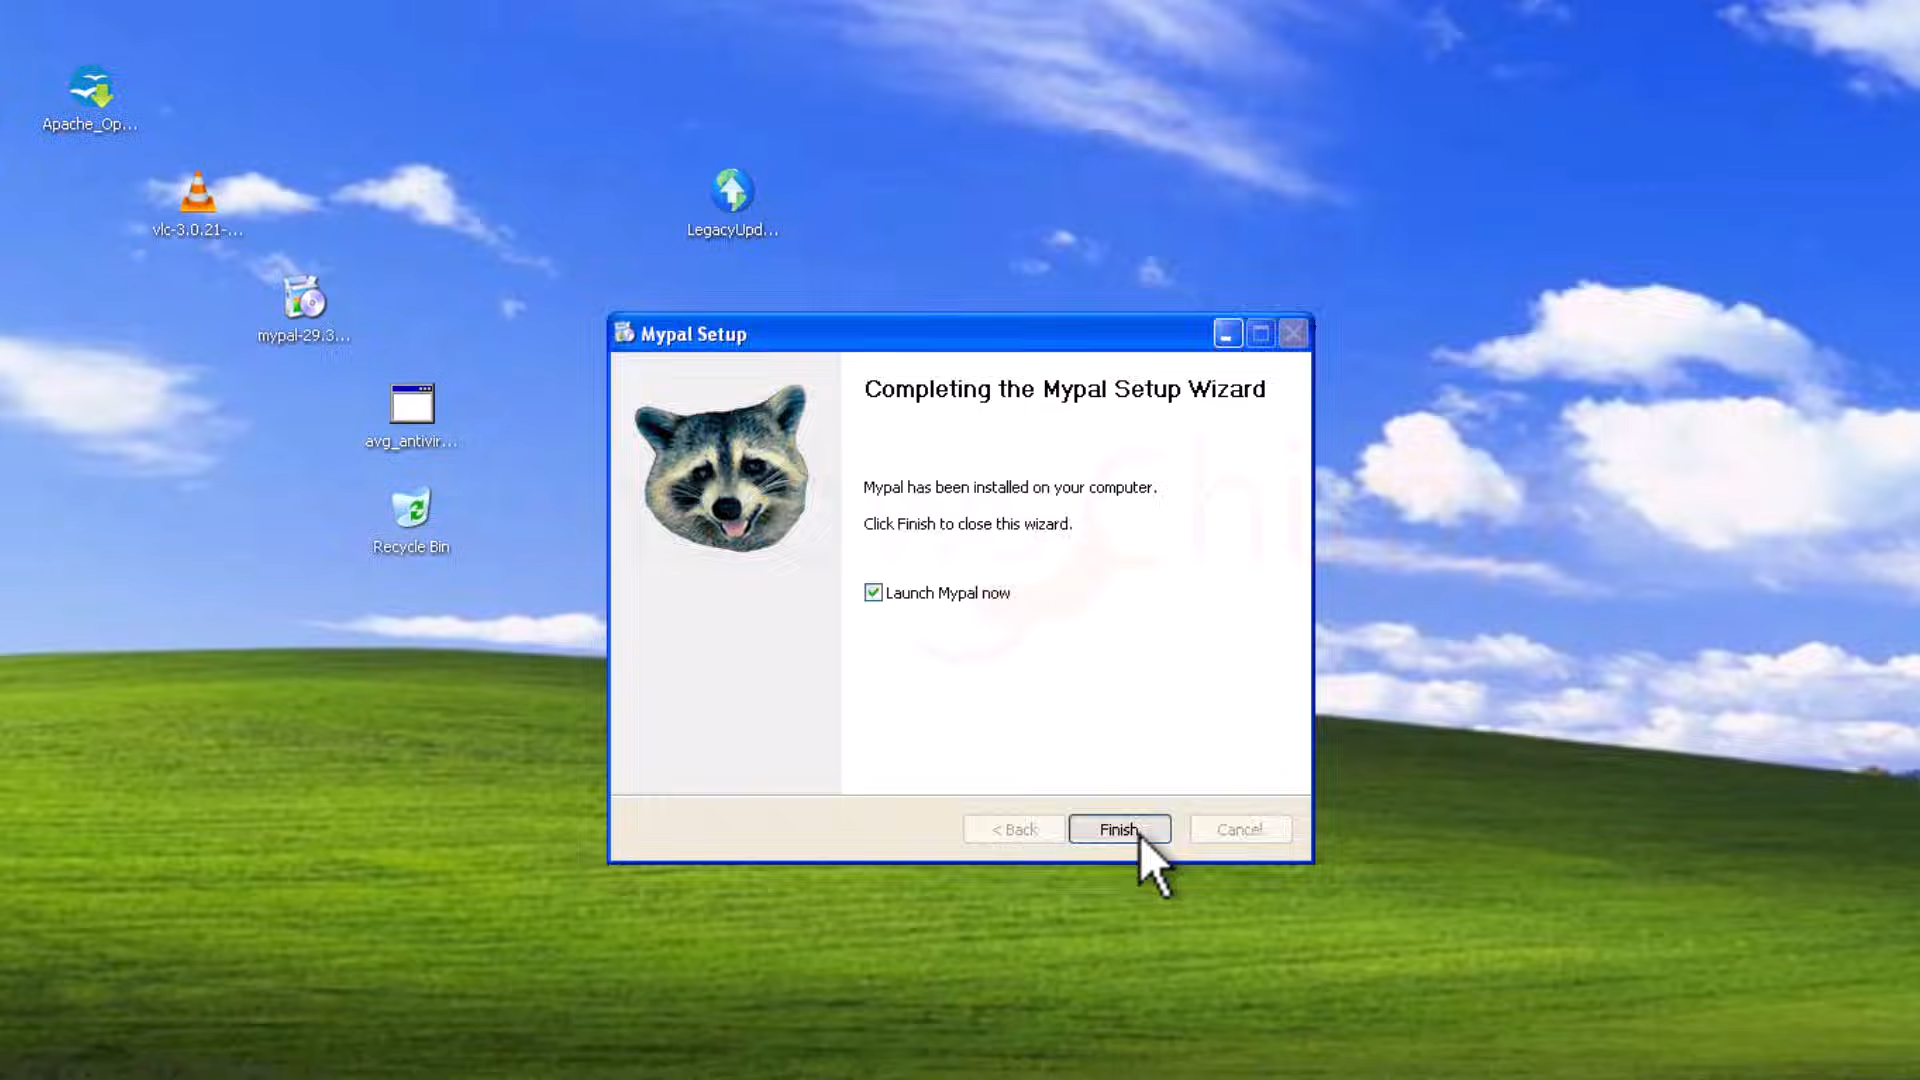 Apache_Op...
vlc-3.0.21-...
LegacyUpd...
mypal-29.3...
avg_antivir...
Recycle Bin
Mypal Setup
Completing the Mypal Setup Wizard
Mypal has been installed on your computer.
Click Finish to close this wizard.
Launch Mypal now
< Back
Finish
Cancel